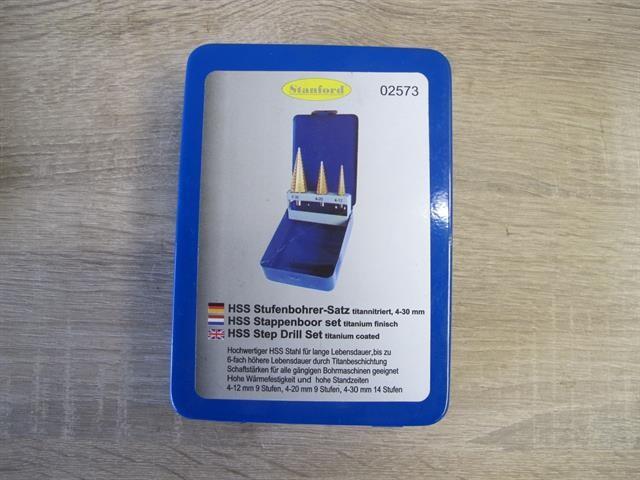 Stanford
02573
4-30 4-20 4-12
HSS Stufenbohrer-Satz titannitriert, 4-30 mm
HSS Stappenboor set titanium finisch
HSS Step Drill Set titanium coated
Hochwertiger HSS Stahl für lange Lebensdauer,bis zu
6-fach höhere Lebensdauer durch Titanbeschichtung
Schaftstärken für alle gängigen Bohrmaschinen geeignet
Hohe Wärmefestigkeit und hohe Standzeiten
4-12 mm 9 Stufen, 4-20 mm 9 Stufen, 4-30 mm 14 Stufen